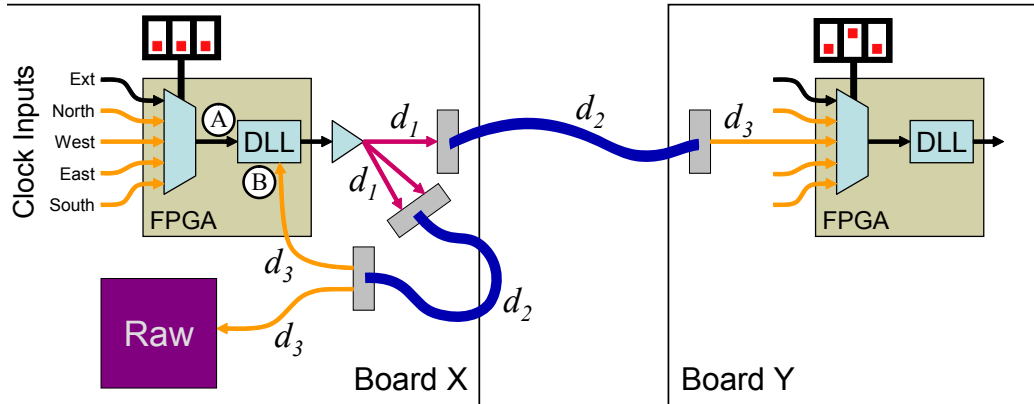 Clock Inputs
Ext
North
West
East
South
A
DLL
B
FPGA
d1
d1
d2
d3
DLL
FPGA
d3
d3
d2
Raw
Board X
Board Y